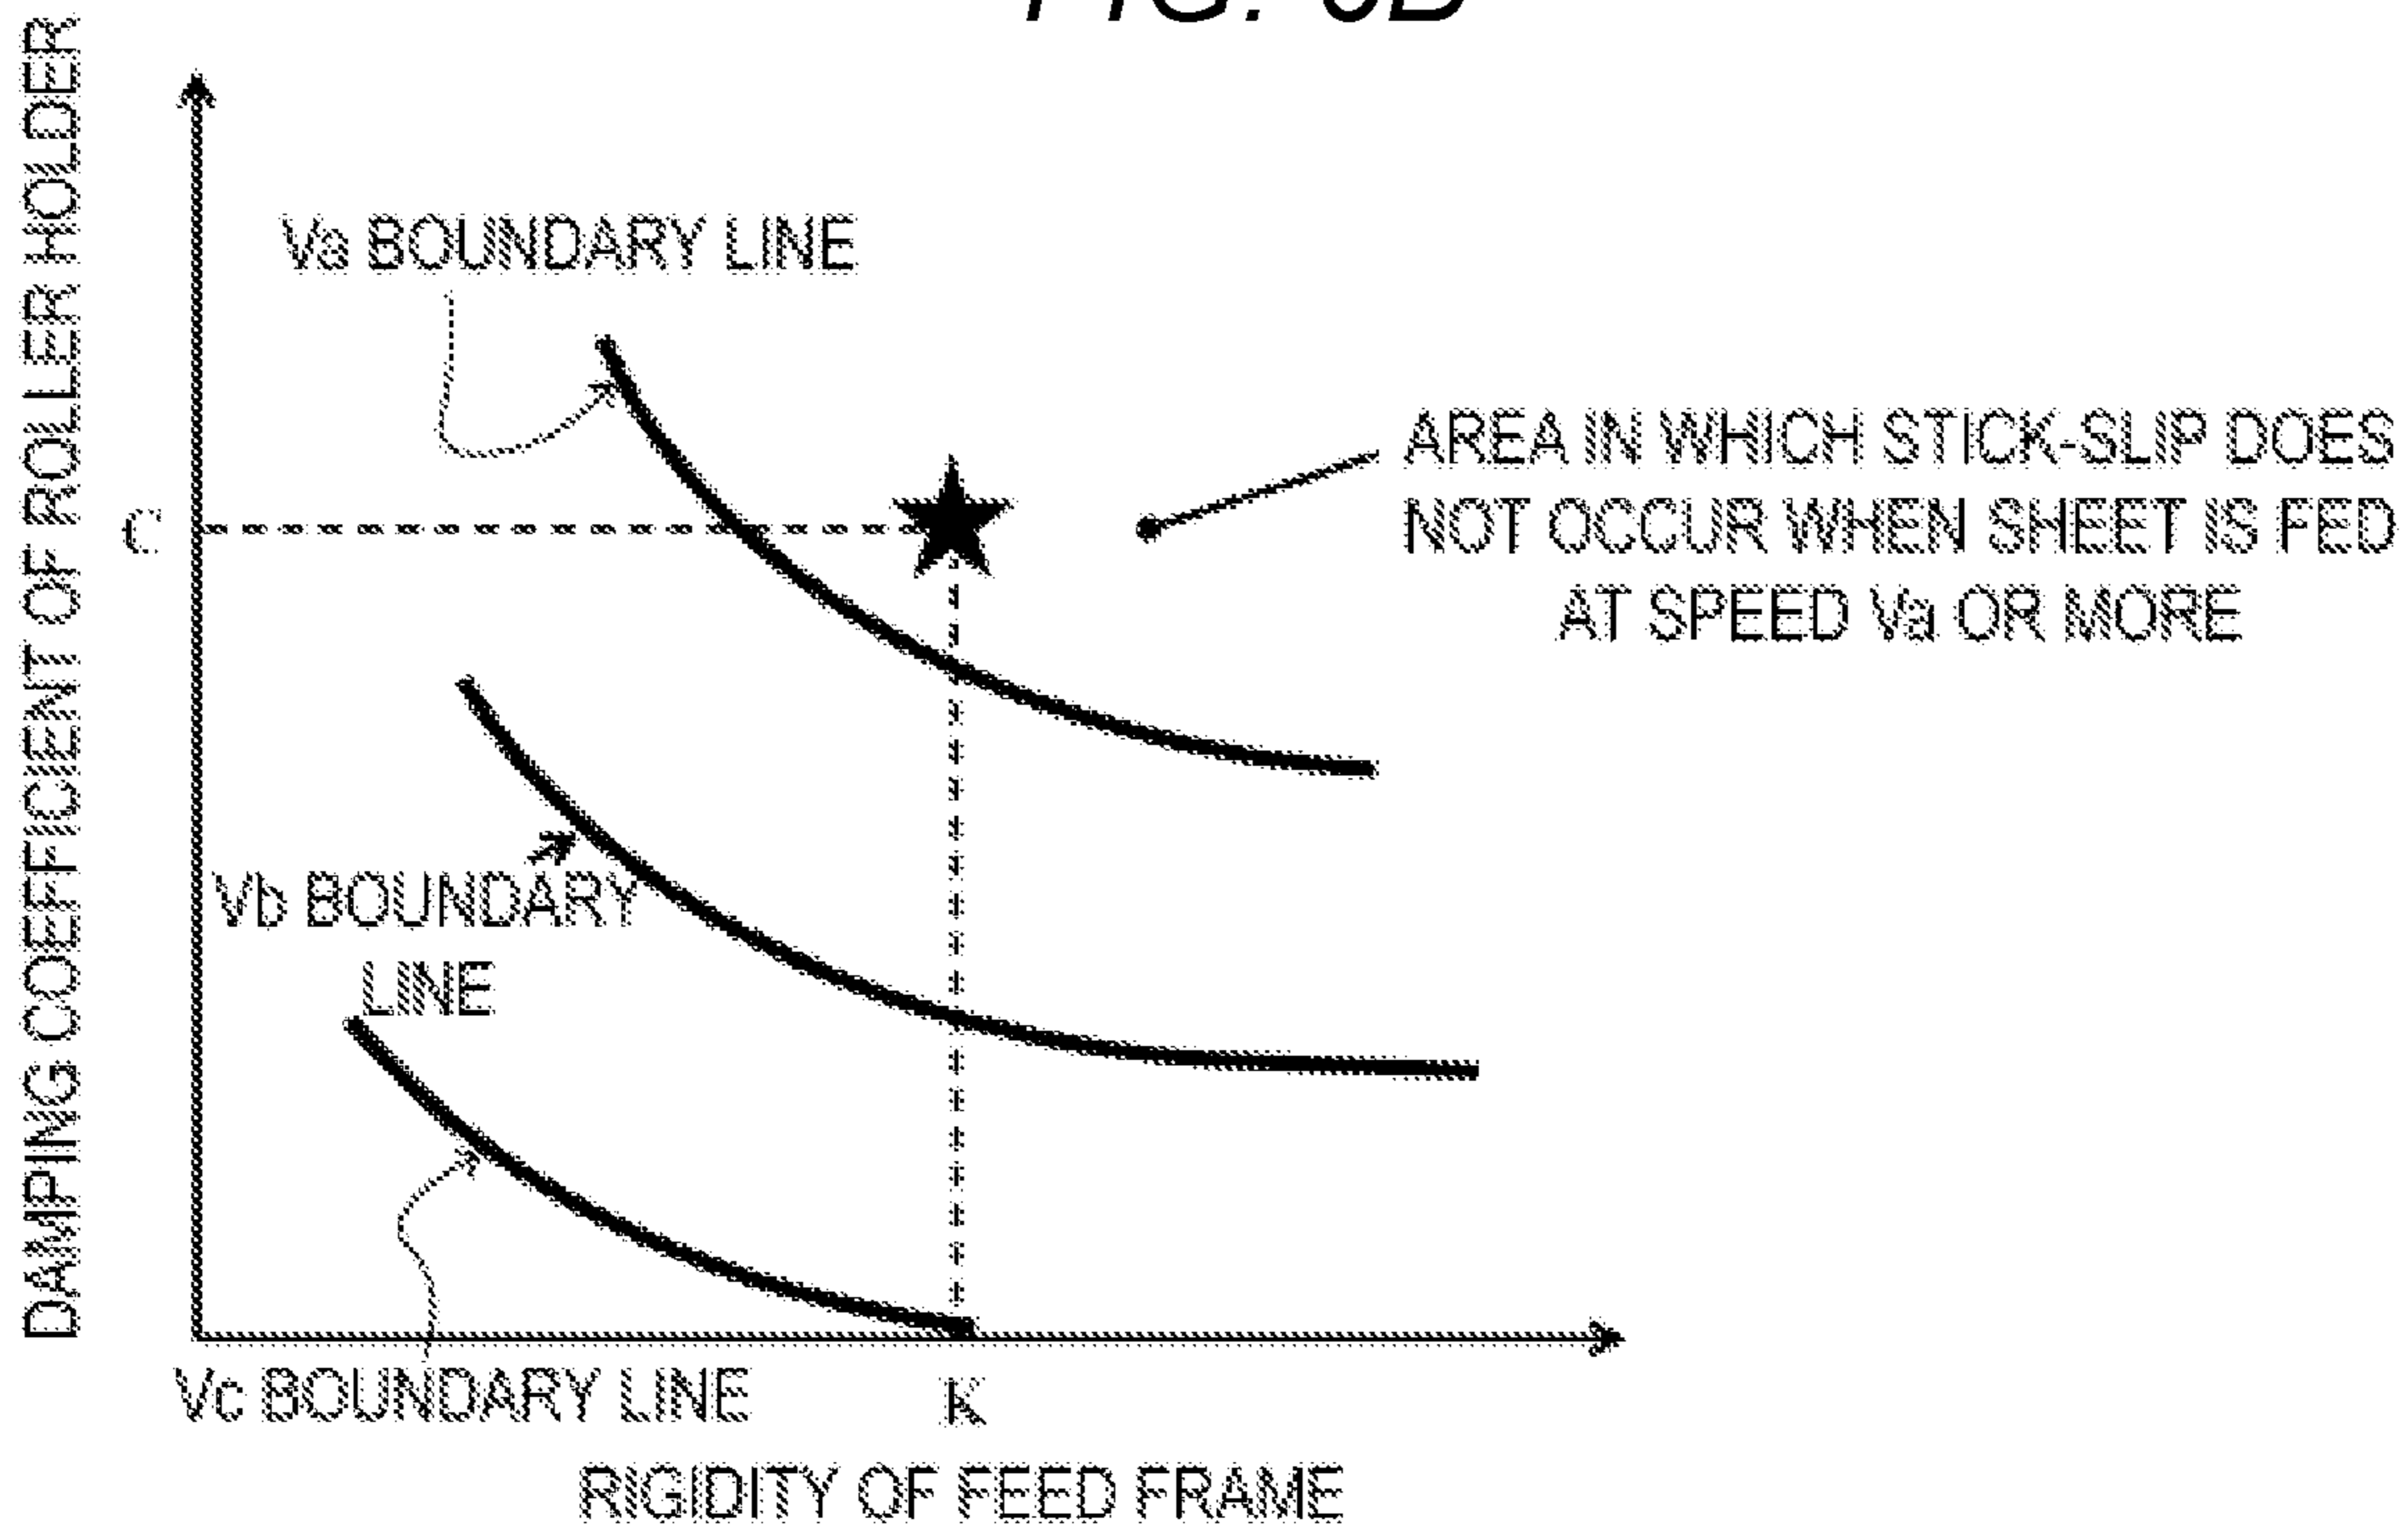 FIG.
DAMPING COEFFICIENT OF ROLLER HOLDER
Va BOUNDARY LINE
AREA IN WHICH STICK-SLIP DOES
NOT OCCUR WHEN SHEET IS FED
AT SPEED Va OR MORE
C
Vb BOUNDARY
LINE
Vc BOUNDARY LINE
K
RIGIDITY OF FEED FRAME